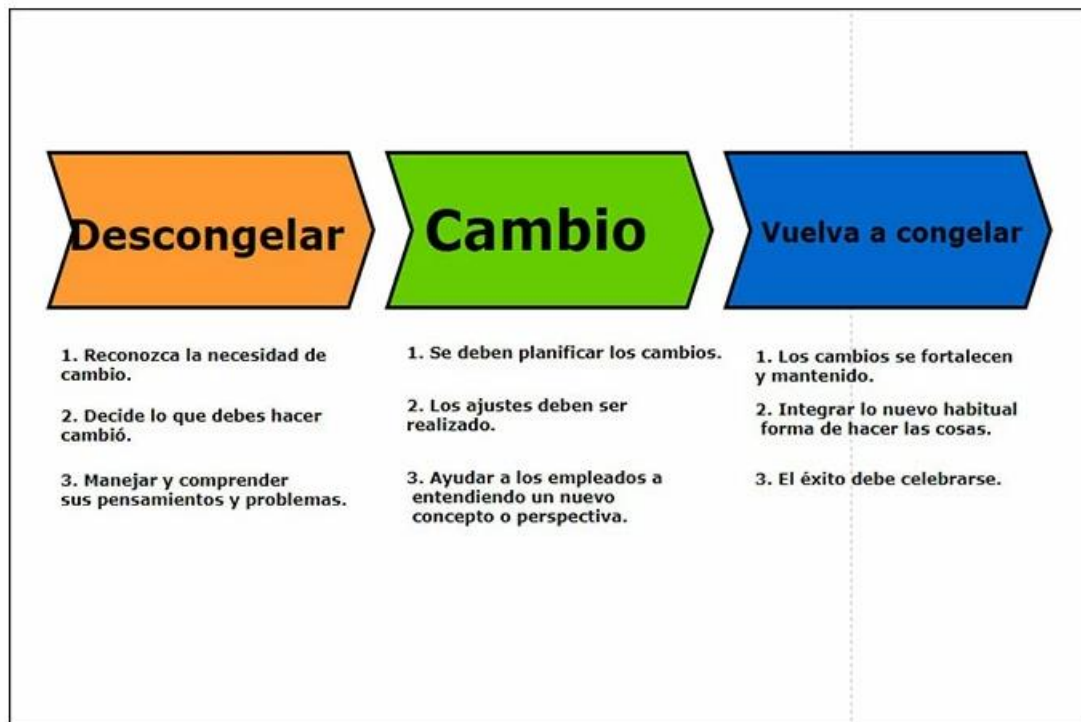 Descongelar
1. Reconozca la necesidad de
cambio.
2. Decide lo que debes hacer
cambió.
3. Manejar y comprender
sus pensamientos y problemas.
Cambio
1. Se deben planificar los cambios.
2. Los ajustes deben ser
realizado.
3. Ayudar a los empleados a
entendiendo un nuevo
concepto o perspectiva.
Vuelva a congelar
1. Los cambios se fortalecen
y mantenido.
2. Integrar lo nuevo habitual
forma de hacer las cosas.
3. El éxito debe celebrarse.